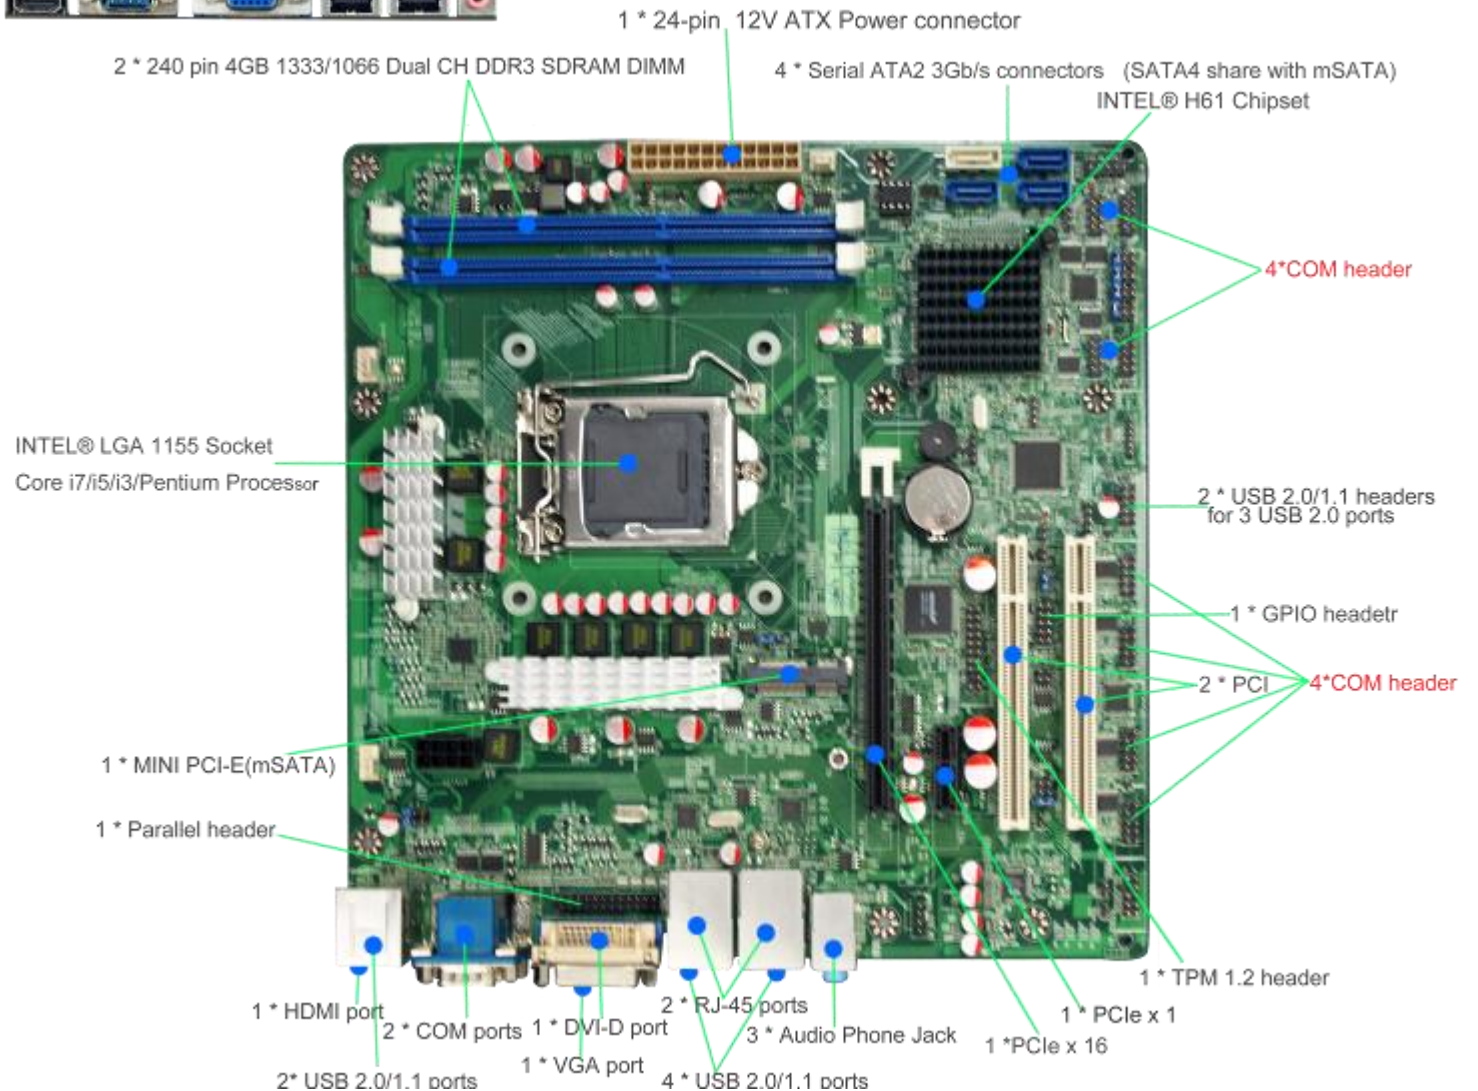 1 * 24-pin 12V ATX Power connector
2 * 240 pin 4GB 1333/1066 Dual CH DDR3 SDRAM DIMM
4 * Serial ATA2 3Gb/s connectors (SATA4 share with mSATA)
INTEL® H61 Chipset
4*COM header
INTEL® LGA 1155 Socket
Core i7/i5/i3/Pentium Processor
2 * USB 2.0/1.1 headers
for 3 USB 2.0 ports
1 * GPIO headetr
2 * PCI
4*COM header
1 * MINI PCI-E(mSATA)
1 * Parallel header
1 * TPM 1.2 header
1 * HDMI port
2 * COM ports
1 * DVI-D port
2 * RJ-45 ports
3 * Audio Phone Jack
1 * PCIe x 1
1 *PCIe x 16
1 * VGA port
2* USB 2.0/1.1 ports
4 * USB 2.0/1.1 ports